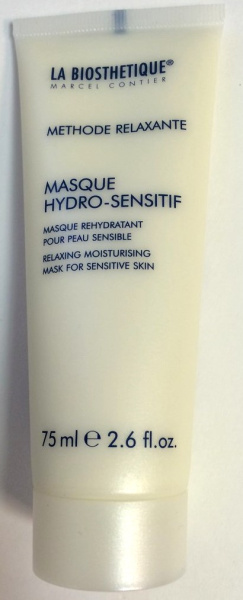 LA BIOSTHETIQUE®
MARCEL CONTIER
METHODE RELAXANTE
MASQUE
HYDRO-SENSITIF
MASQUE REHYDRATANT
POUR PEAU SENSIBLE
RELAXING MOISTURISING
MASK FOR SENSITIVE SKIN
75 ml ℮ 2.6 fl.oz.